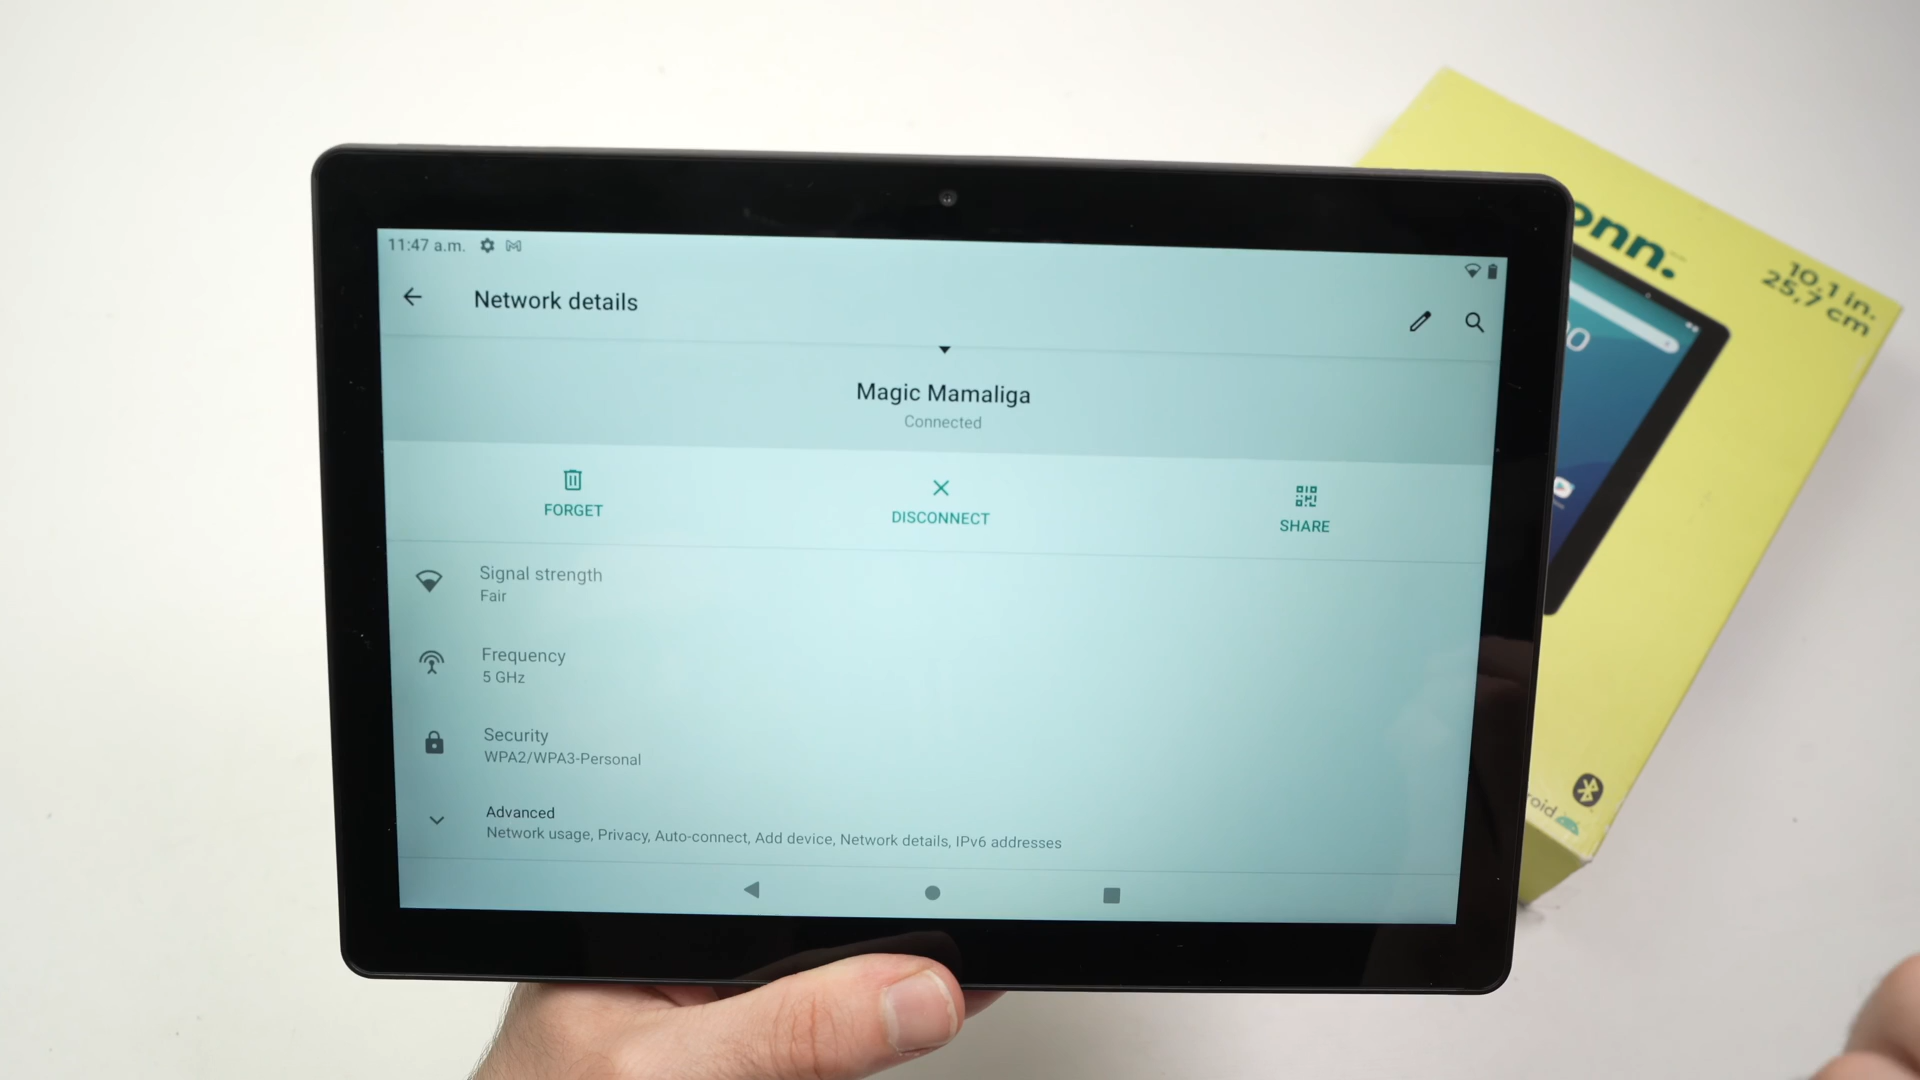 11:47 a.m.
Network details
Magic Mamaliga
Connected
FORGET
DISCONNECT
SHARE
Signal strength
Fair
Frequency
5 GHz
Security
WPA2/WPA3-Personal
Advanced
Network usage, Privacy, Auto-connect, Add device, Network details, IPv6 addresses
onn.
10,1 in.
25,7 cm
roid